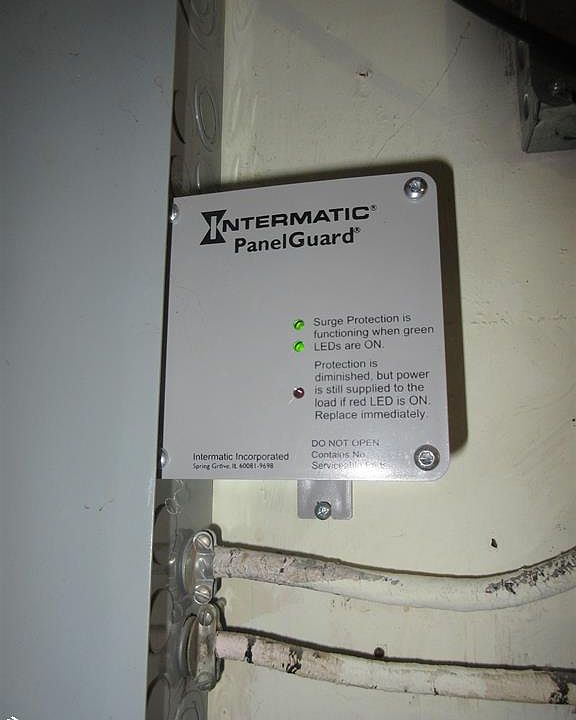 INTERMATIC®
PanelGuard®
Surge Protection is
functioning when green
LEDs are ON.
Protection is
diminished, but power
is still supplied to the
load if red LED is ON.
Replace immediately.
DO NOT OPEN
Contains No
Serviceable Parts
Intermatic Incorporated
Spring Grove, IL 60081-9698